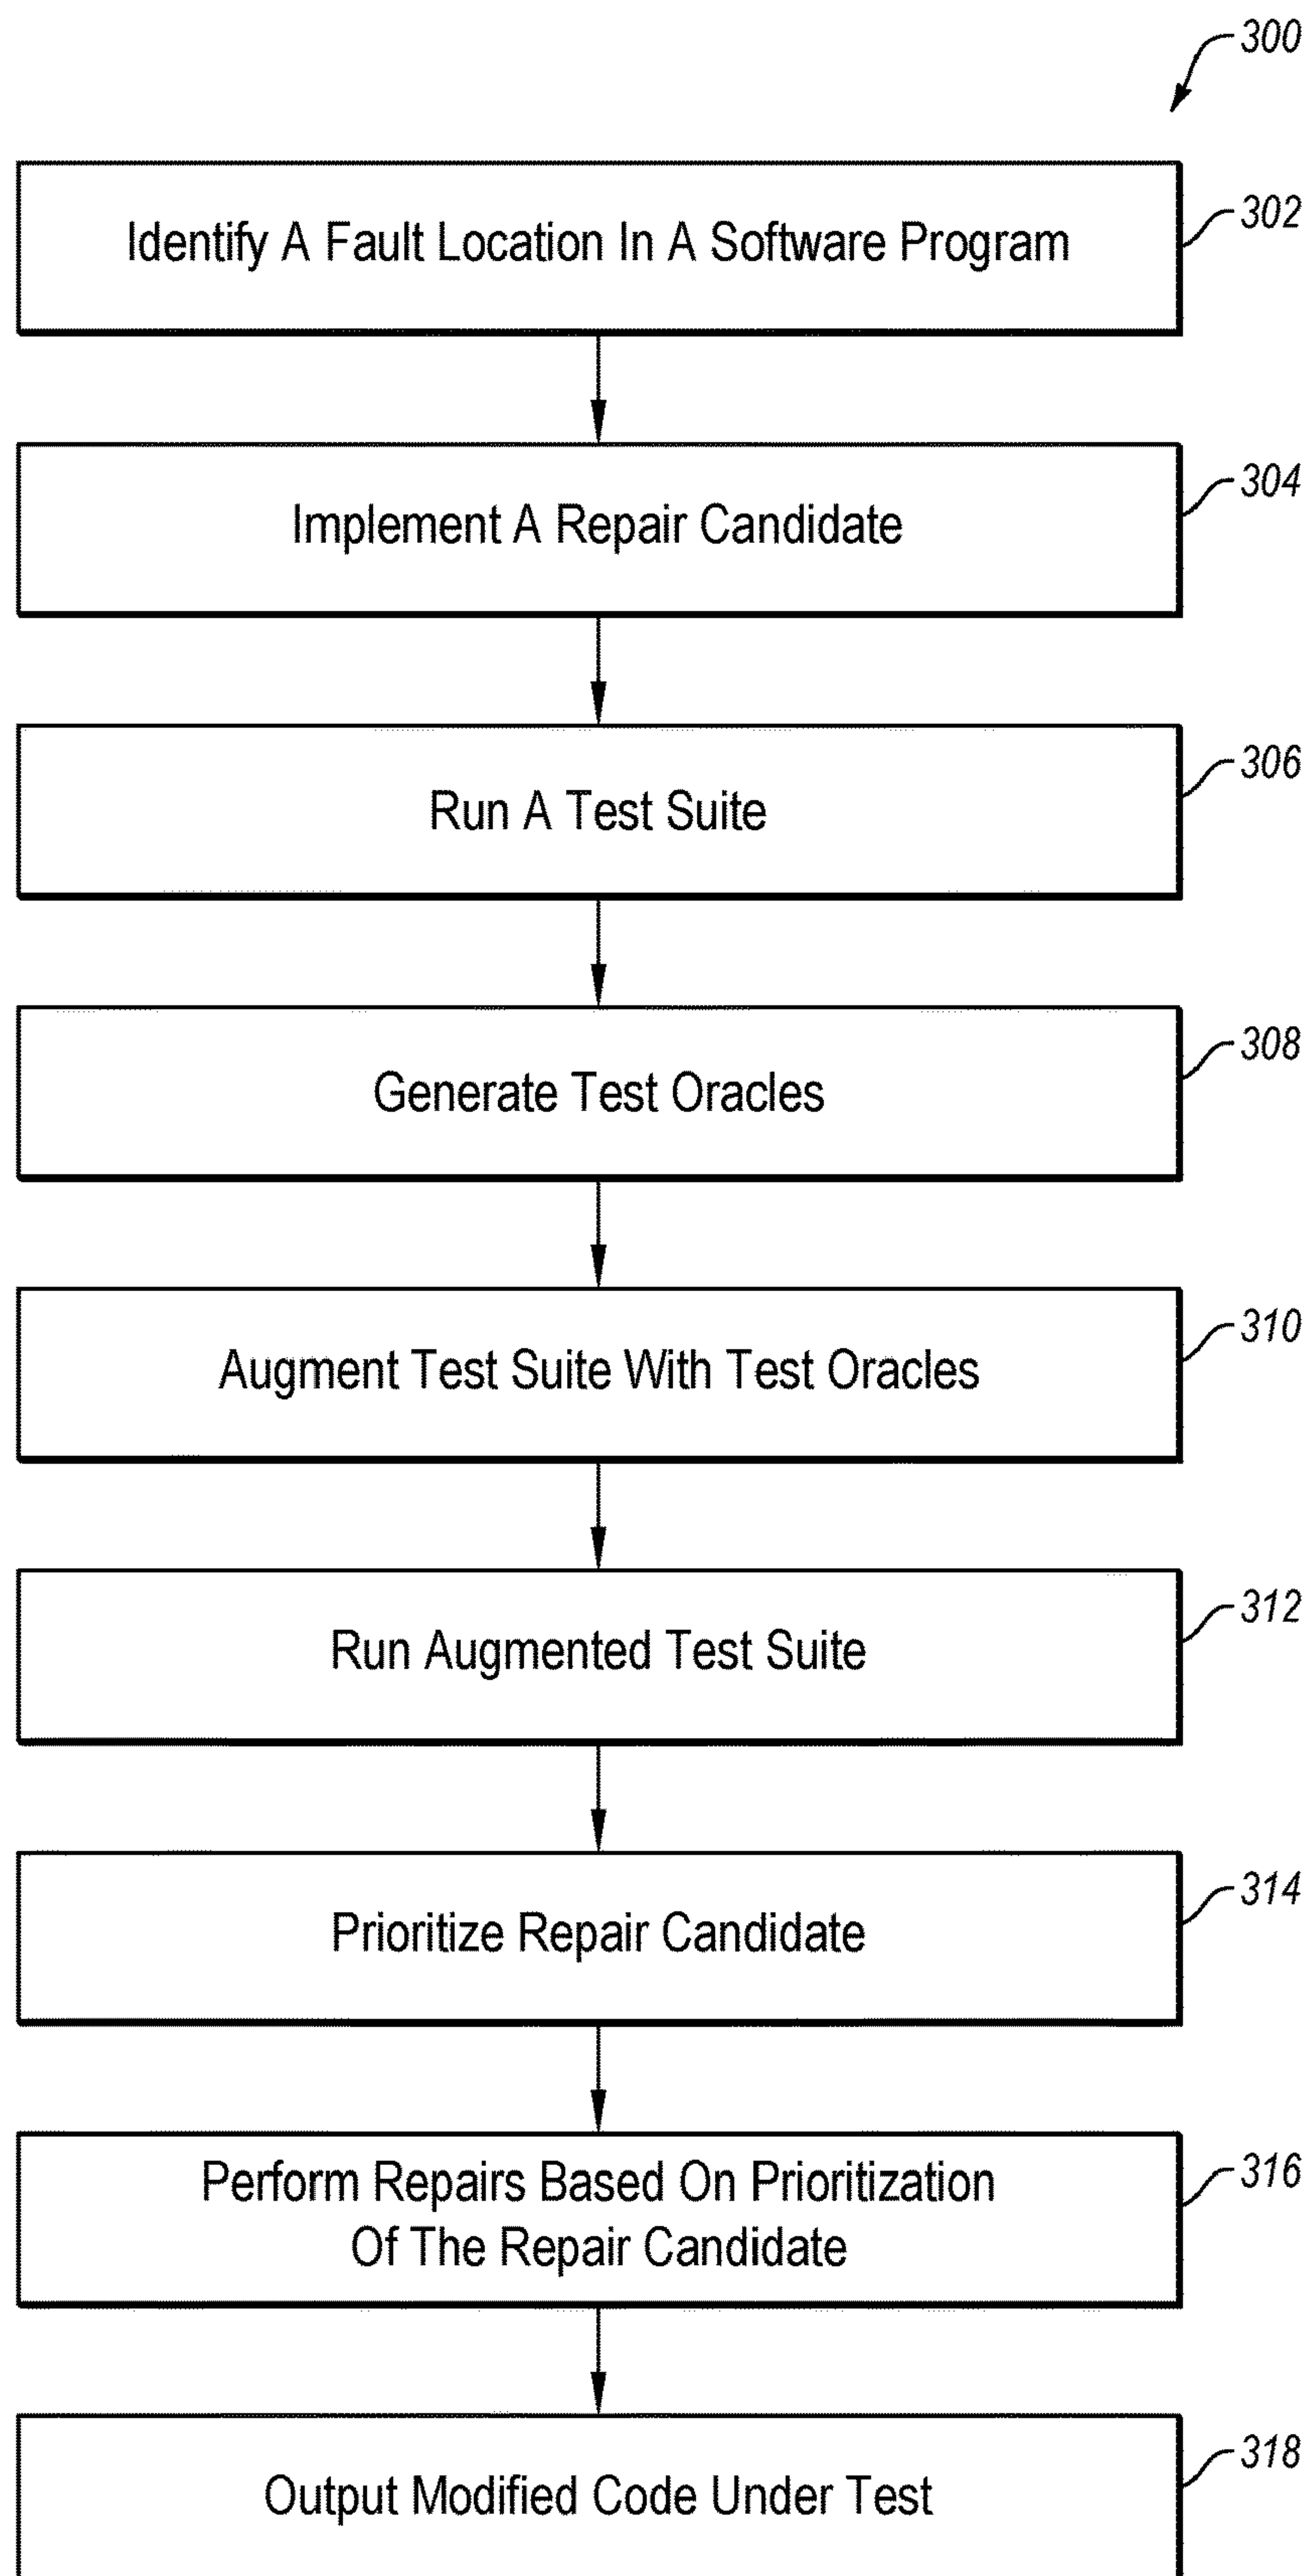 300
Identify A Fault Location In A Software Program
302
Implement A Repair Candidate
304
Run A Test Suite
306
Generate Test Oracles
308
Augment Test Suite With Test Oracles
310
Run Augmented Test Suite
312
Prioritize Repair Candidate
314
Perform Repairs Based On Prioritization
Of The Repair Candidate
316
Output Modified Code Under Test
318